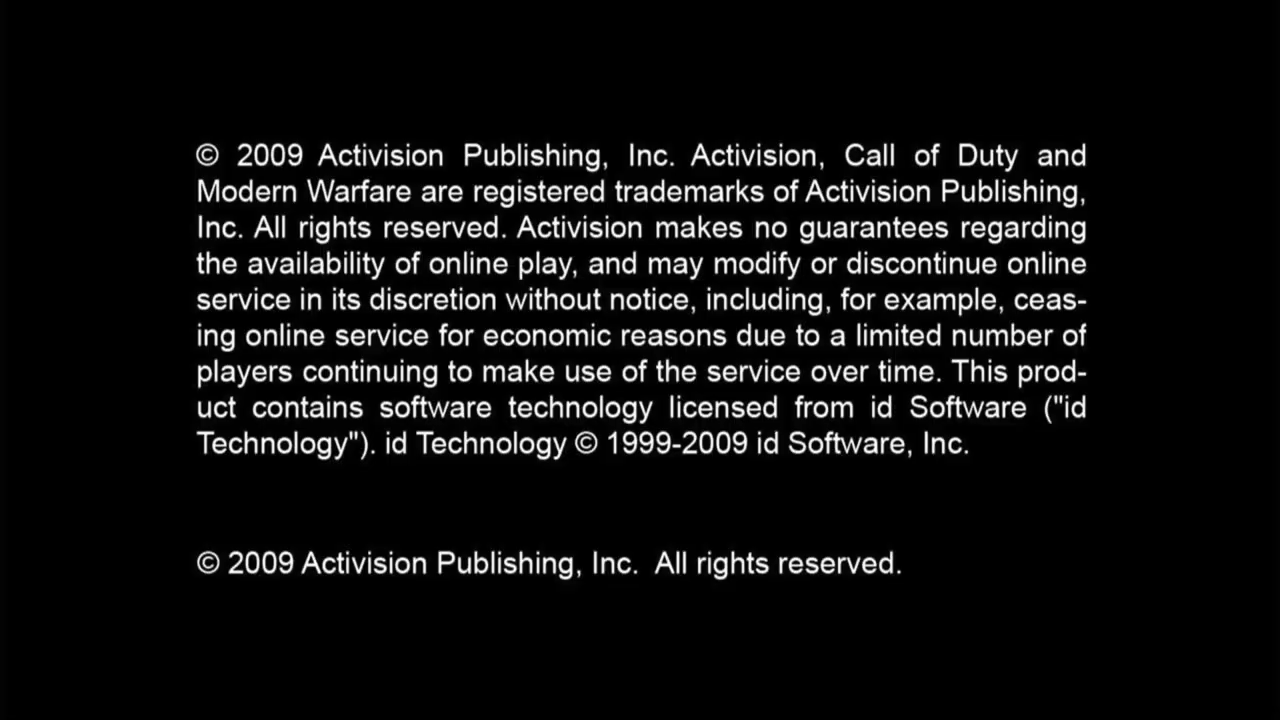 © 2009 Activision Publishing, Inc. Activision, Call of Duty and
Modern Warfare are registered trademarks of Activision Publishing,
Inc. All rights reserved. Activision makes no guarantees regarding
the availability of online play, and may modify or discontinue online
service in its discretion without notice, including, for example, ceas-
ing online service for economic reasons due to a limited number of
players continuing to make use of the service over time. This prod-
uct contains software technology licensed from id Software ("id
Technology"). id Technology © 1999-2009 id Software, Inc.
© 2009 Activision Publishing, Inc.  All rights reserved.